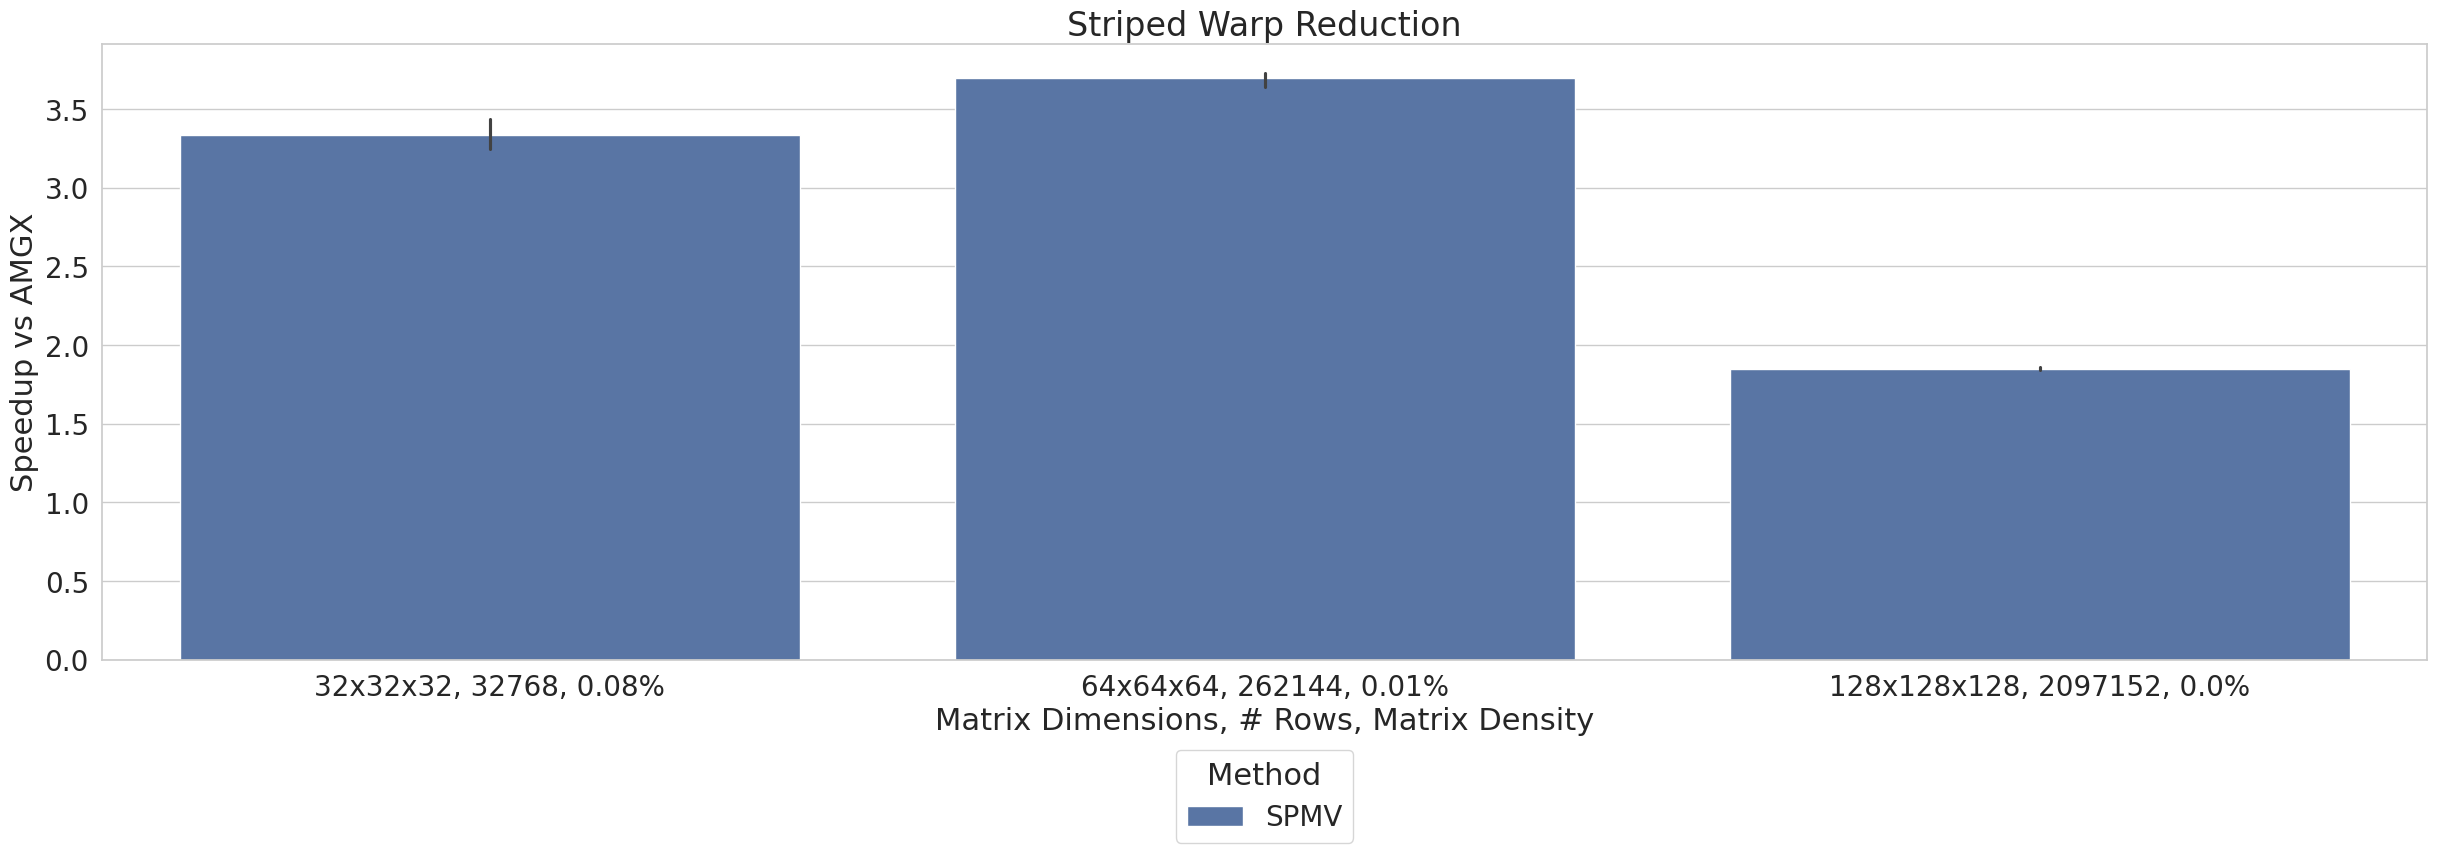 Striped Warp Reduction
Speedup vs AMGX
3.5
3.0
2.5
2.0
1.5
1.0
0.5
0.0
32x32x32, 32768, 0.08%
64x64x64, 262144, 0.01%
128x128x128, 2097152, 0.0%
Matrix Dimensions, # Rows, Matrix Density
Method
SPMV